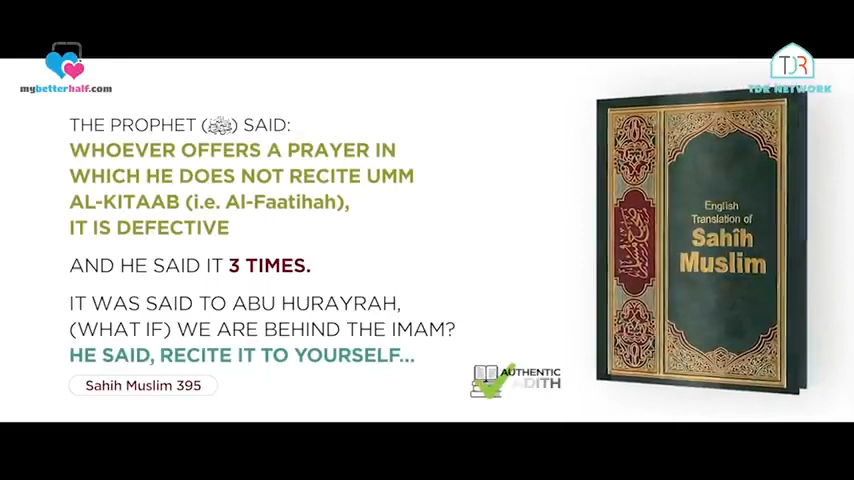 mybetterhalf.com
TDR
TDR NETWORK
THE PROPHET (ﷺ) SAID:
WHOEVER OFFERS A PRAYER IN
WHICH HE DOES NOT RECITE UMM
AL-KITAAB (i.e. Al-Faatihah),
IT IS DEFECTIVE
AND HE SAID IT 3 TIMES.
IT WAS SAID TO ABU HURAYRAH,
(WHAT IF) WE ARE BEHIND THE IMAM?
HE SAID, RECITE IT TO YOURSELF...
Sahih Muslim 395
AUTHENTIC
English
Translation of
Sahîh
Muslim
صحيح مسلم